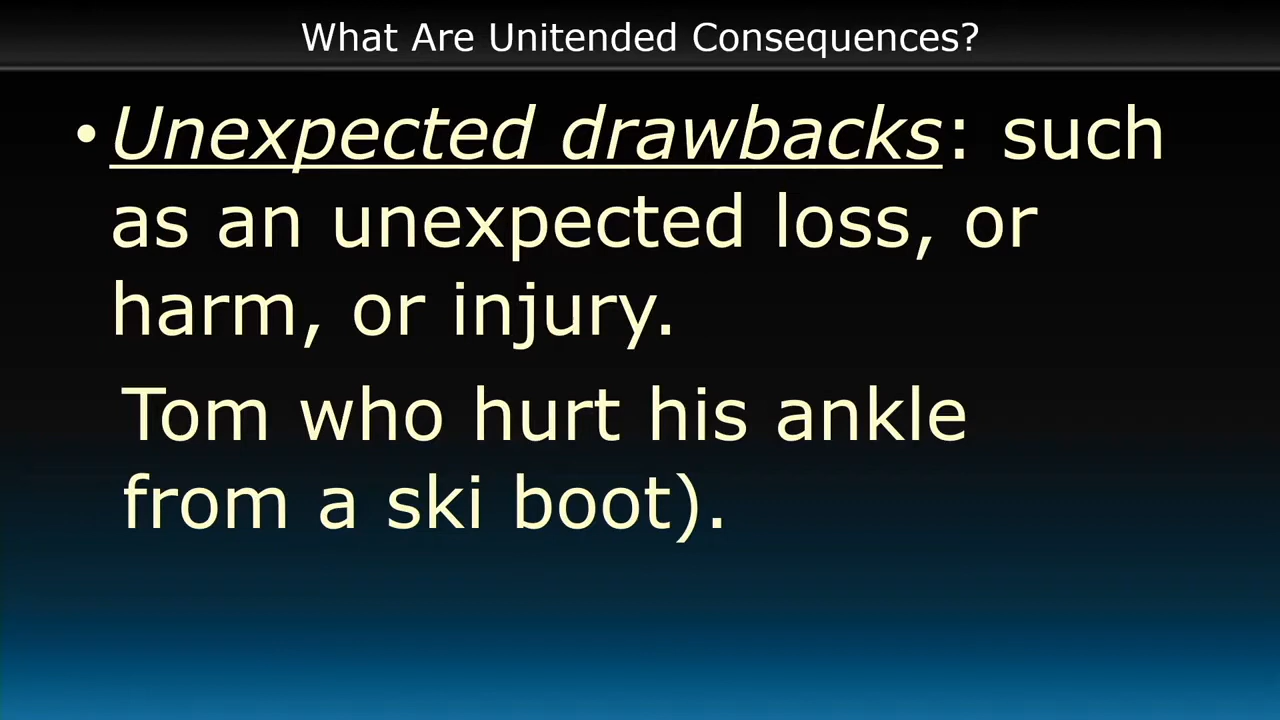 What Are Unitended Consequences?
• Unexpected drawbacks: such
as an unexpected loss, or
harm, or injury.
Tom who hurt his ankle
from a ski boot).